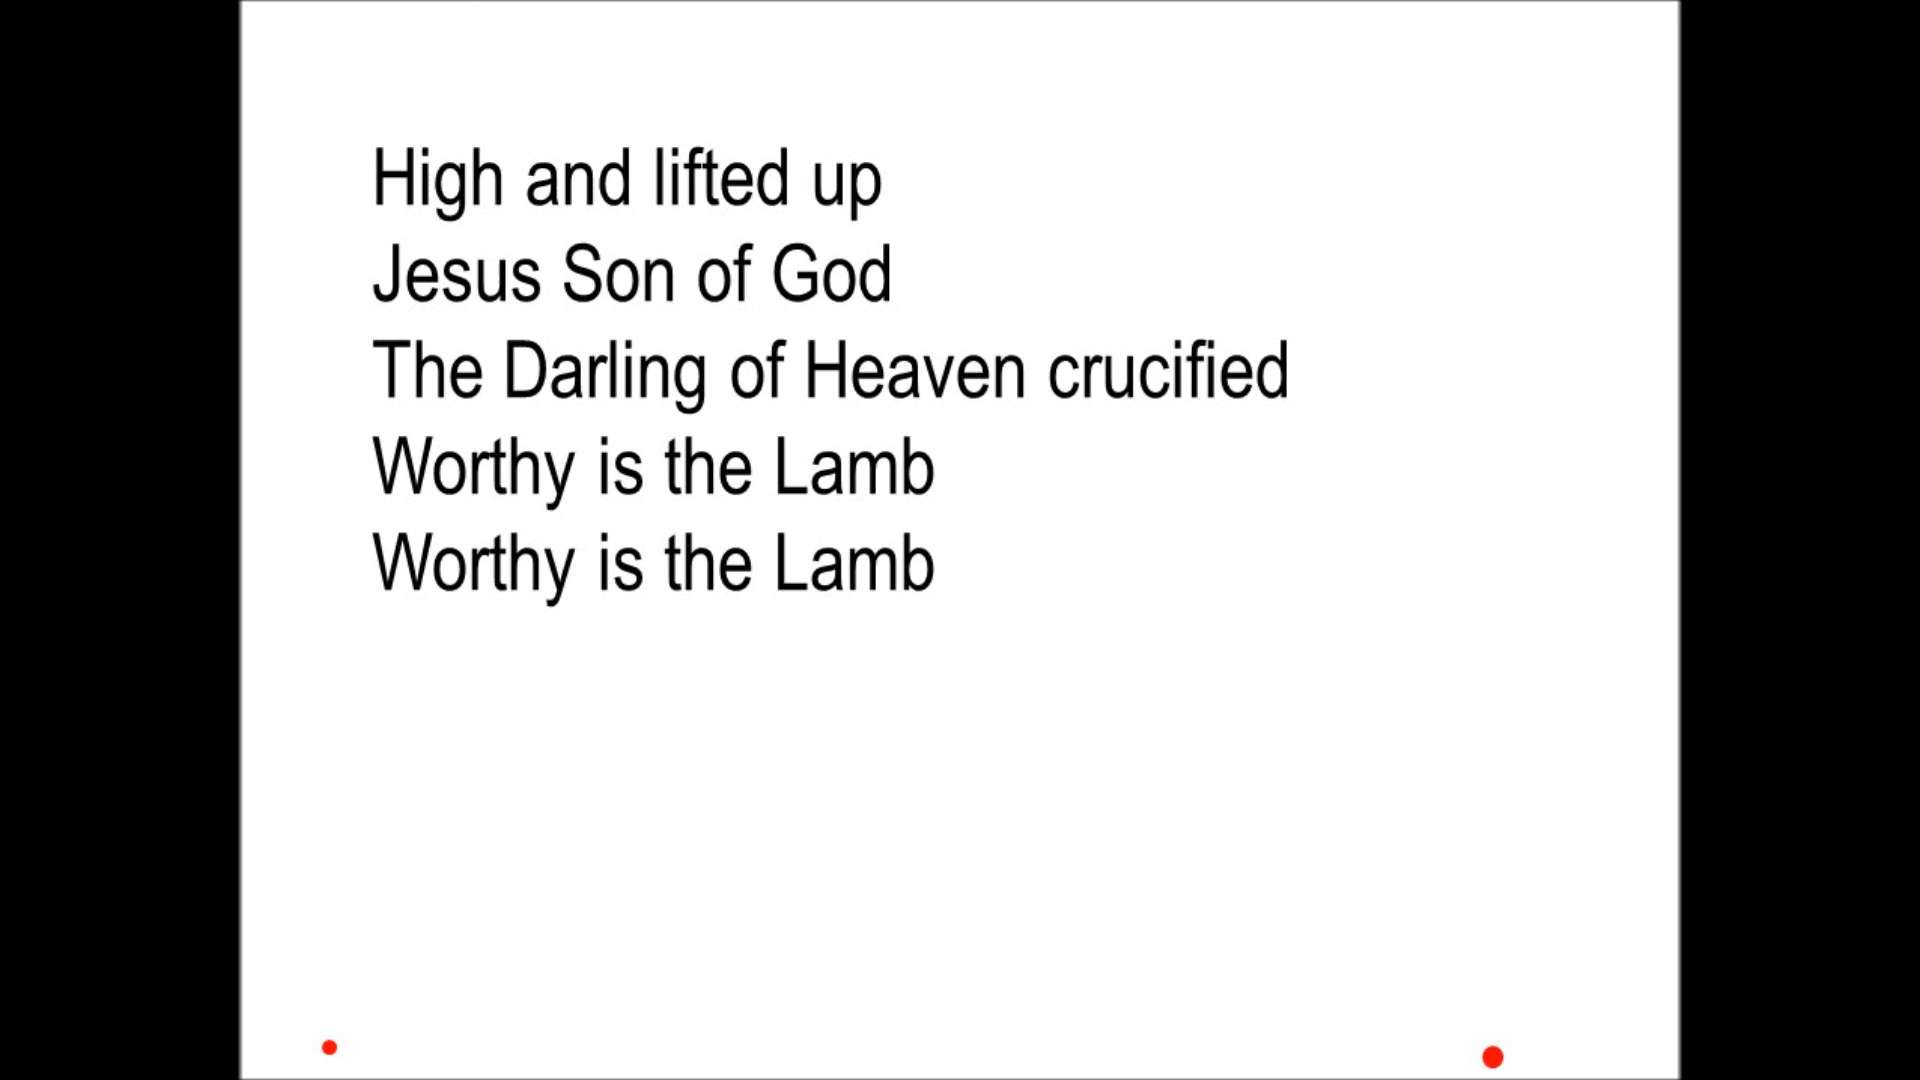 High and lifted up
Jesus Son of God
The Darling of Heaven crucified
Worthy is the Lamb
Worthy is the Lamb